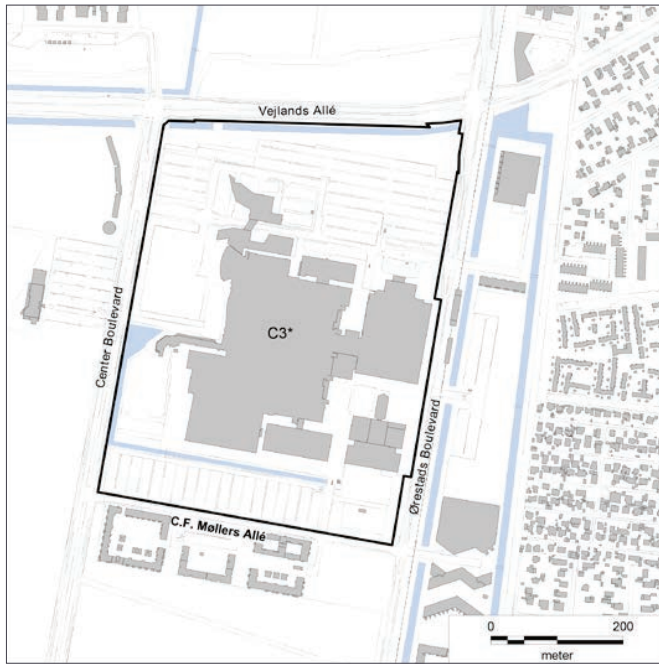 Vejlands Allé
Center Boulevard
C3*
Ørestads Boulevard
C.F. Møllers Allé
0 200
meter